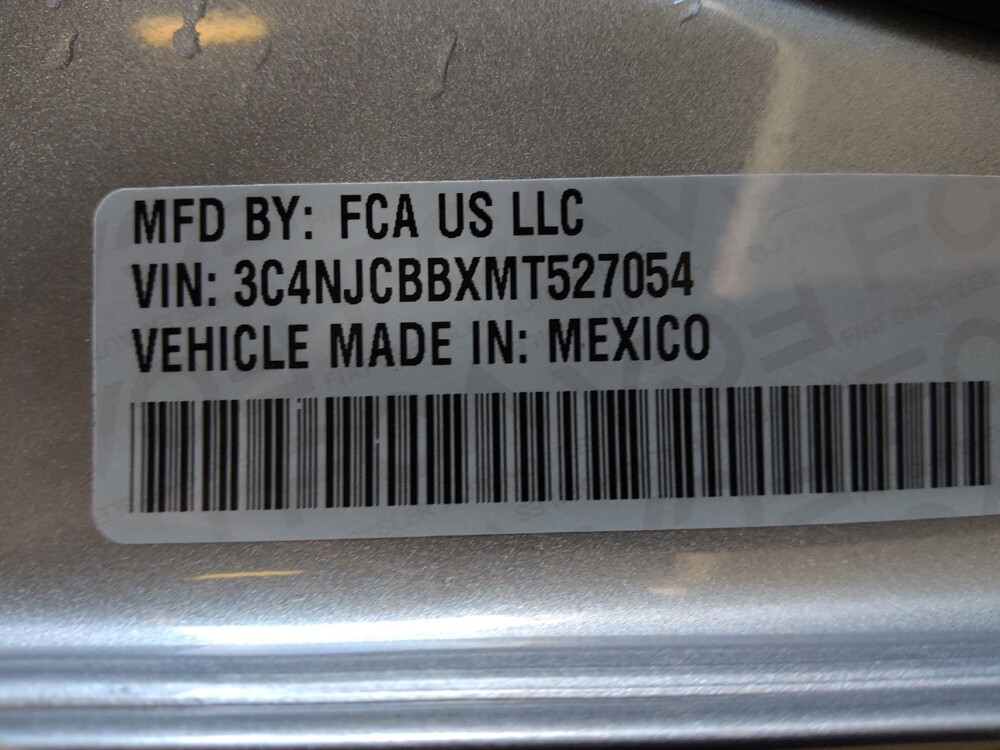 MFD BY: FCA US LLC
VIN: 3C4NJCBBXMT527054
VEHICLE MADE IN: MEXICO